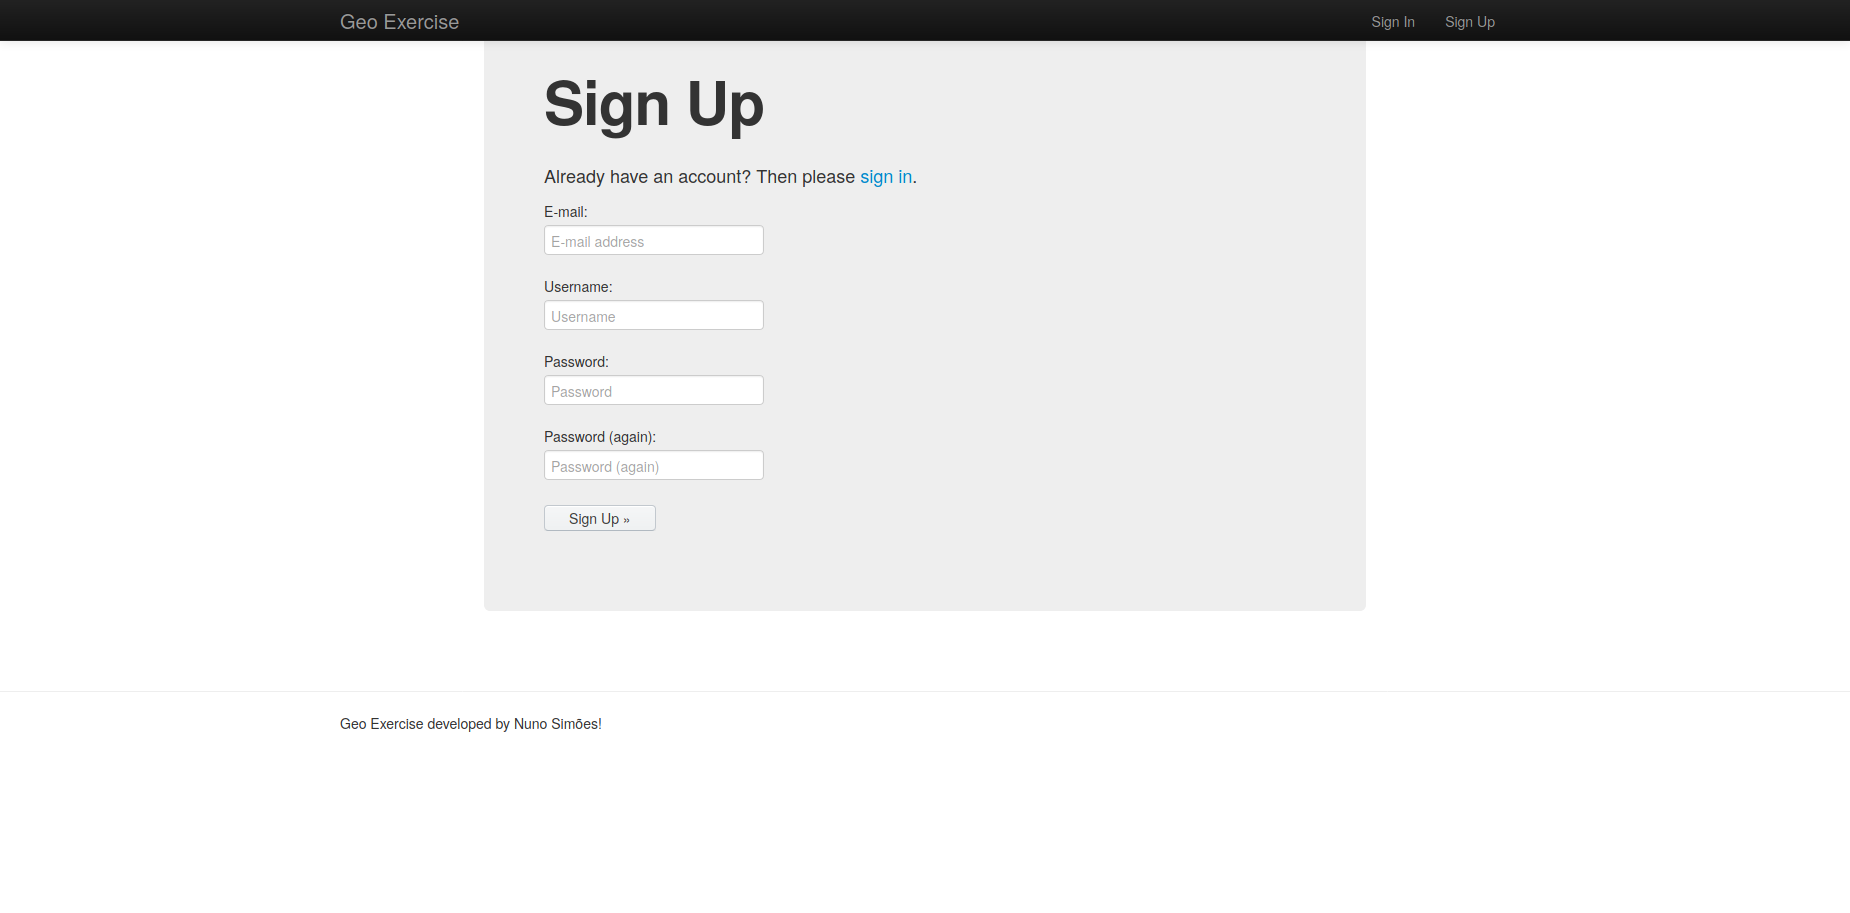 Geo Exercise
Sign In
Sign Up
Sign Up
Already have an account? Then please sign in.
E-mail:
E-mail address
Username:
Username
Password:
Password
Password (again):
Password (again)
Sign Up »
Geo Exercise developed by Nuno Simões!